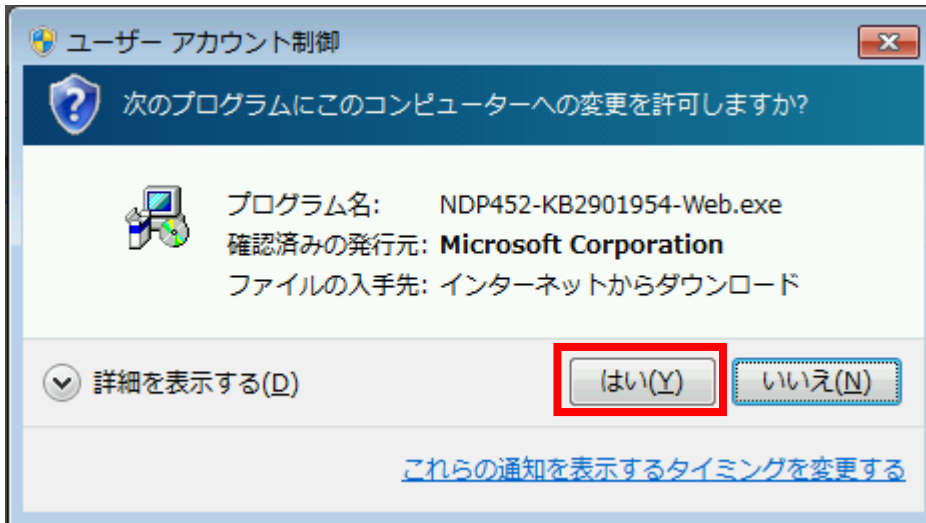 ユーザー アカウント制御
次のプログラムにこのコンピューターへの変更を許可しますか?
プログラム名: NDP452-KB2901954-Web.exe
確認済みの発行元: Microsoft Corporation
ファイルの入手先: インターネットからダウンロード
詳細を表示する(D) はい(Y) いいえ(N)
これらの通知を表示するタイミングを変更する